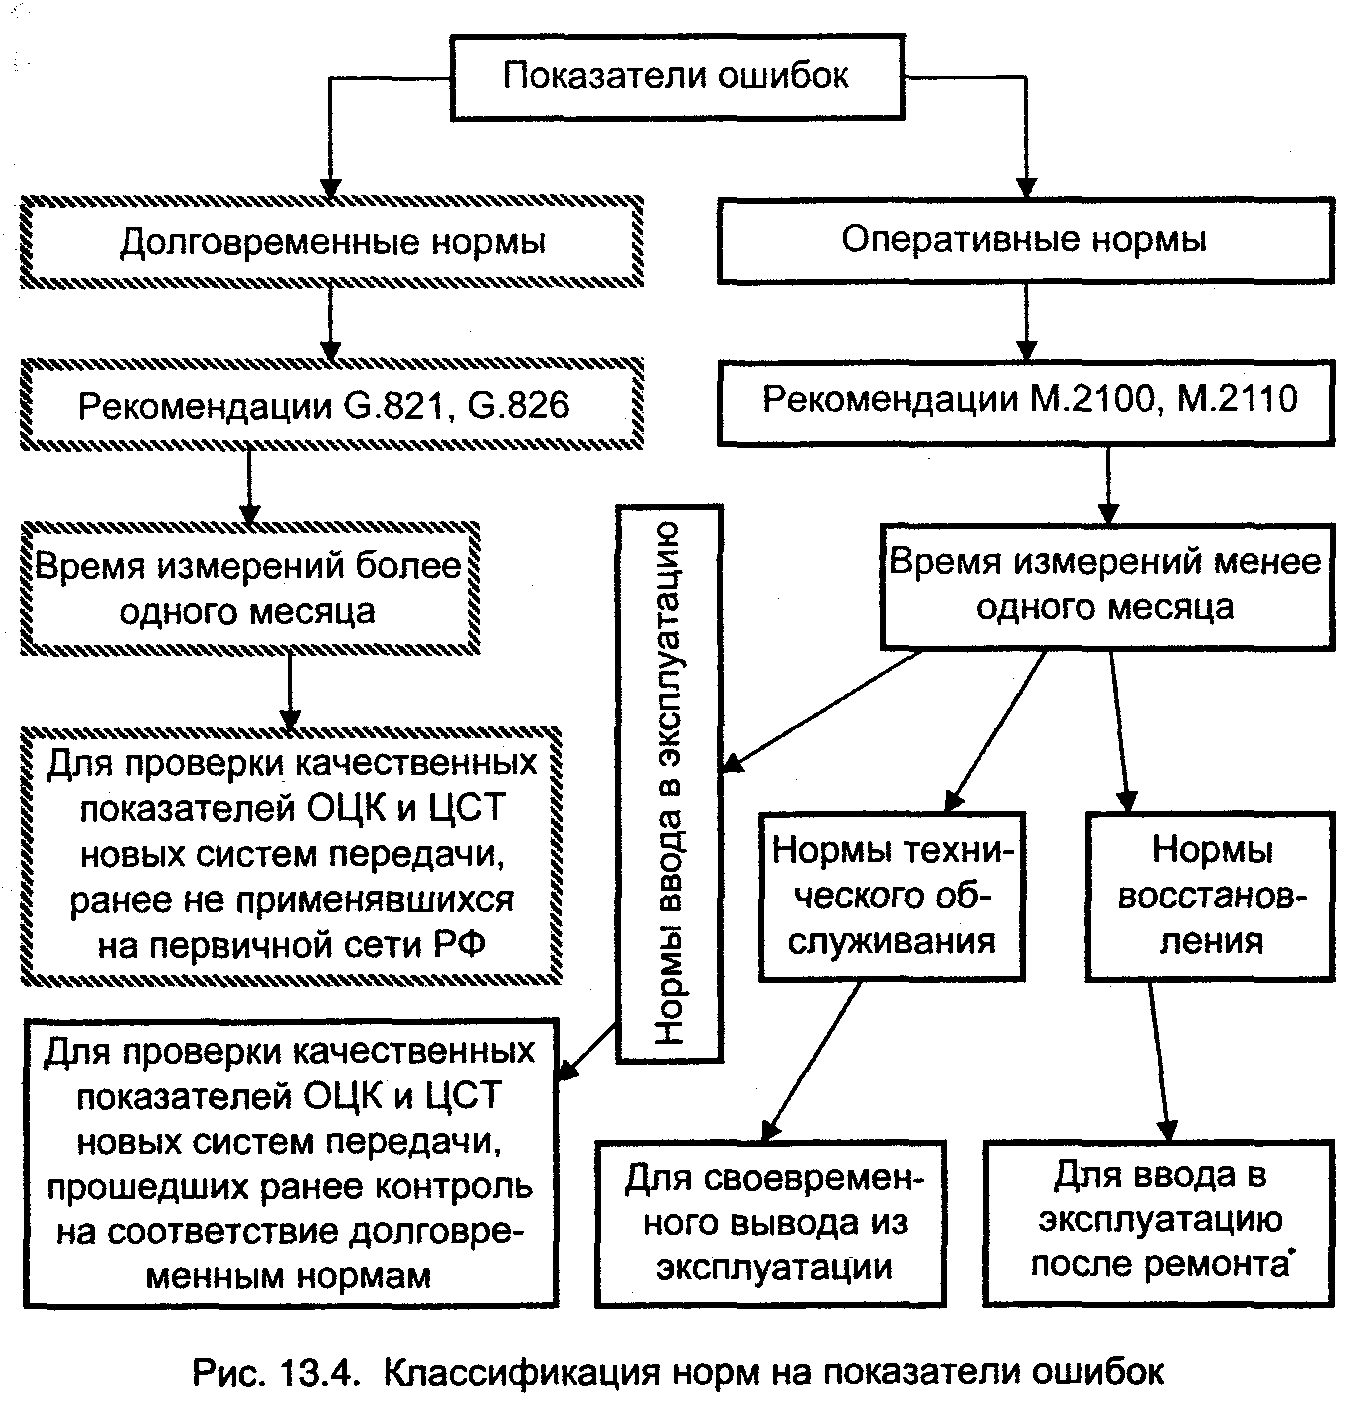 Показатели ошибок
Долговременные нормы
Оперативные нормы
Рекомендации G.821, G.826
Рекомендации M.2100, M.2110
Время измерений более
одного месяца
Нормы ввода в эксплуатацию
Время измерений менее
одного месяца
Для проверки качественных
показателей ОЦК и ЦСТ
новых систем передачи,
ранее не применявшихся
на первичной сети РФ
Нормы техни-
ческого об-
служивания
Нормы
восстанов-
ления
Для проверки качественных
показателей ОЦК и ЦСТ
новых систем передачи,
прошедших ранее контроль
на соответствие долговре-
менным нормам
Для своевремен-
ного вывода из
эксплуатации
Для ввода в
эксплуатацию
после ремонта
Рис. 13.4. Классификация норм на показатели ошибок